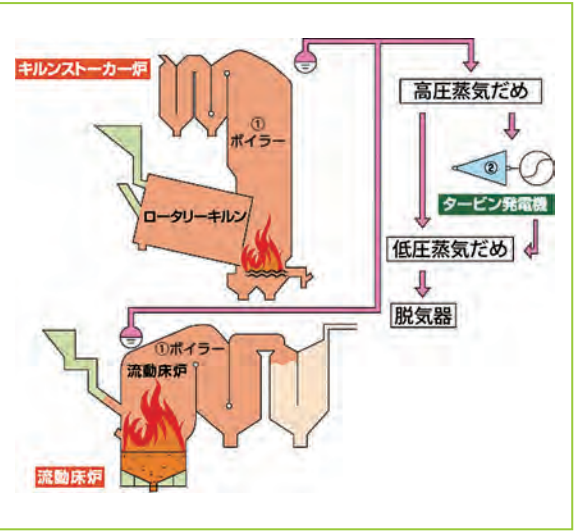 キルンストーカー炉
①
ボイラー
ロータリーキルン
高圧蒸気だめ
②
タービン発電機
低圧蒸気だめ
脱気器
①ボイラー
流動床炉
流動床炉